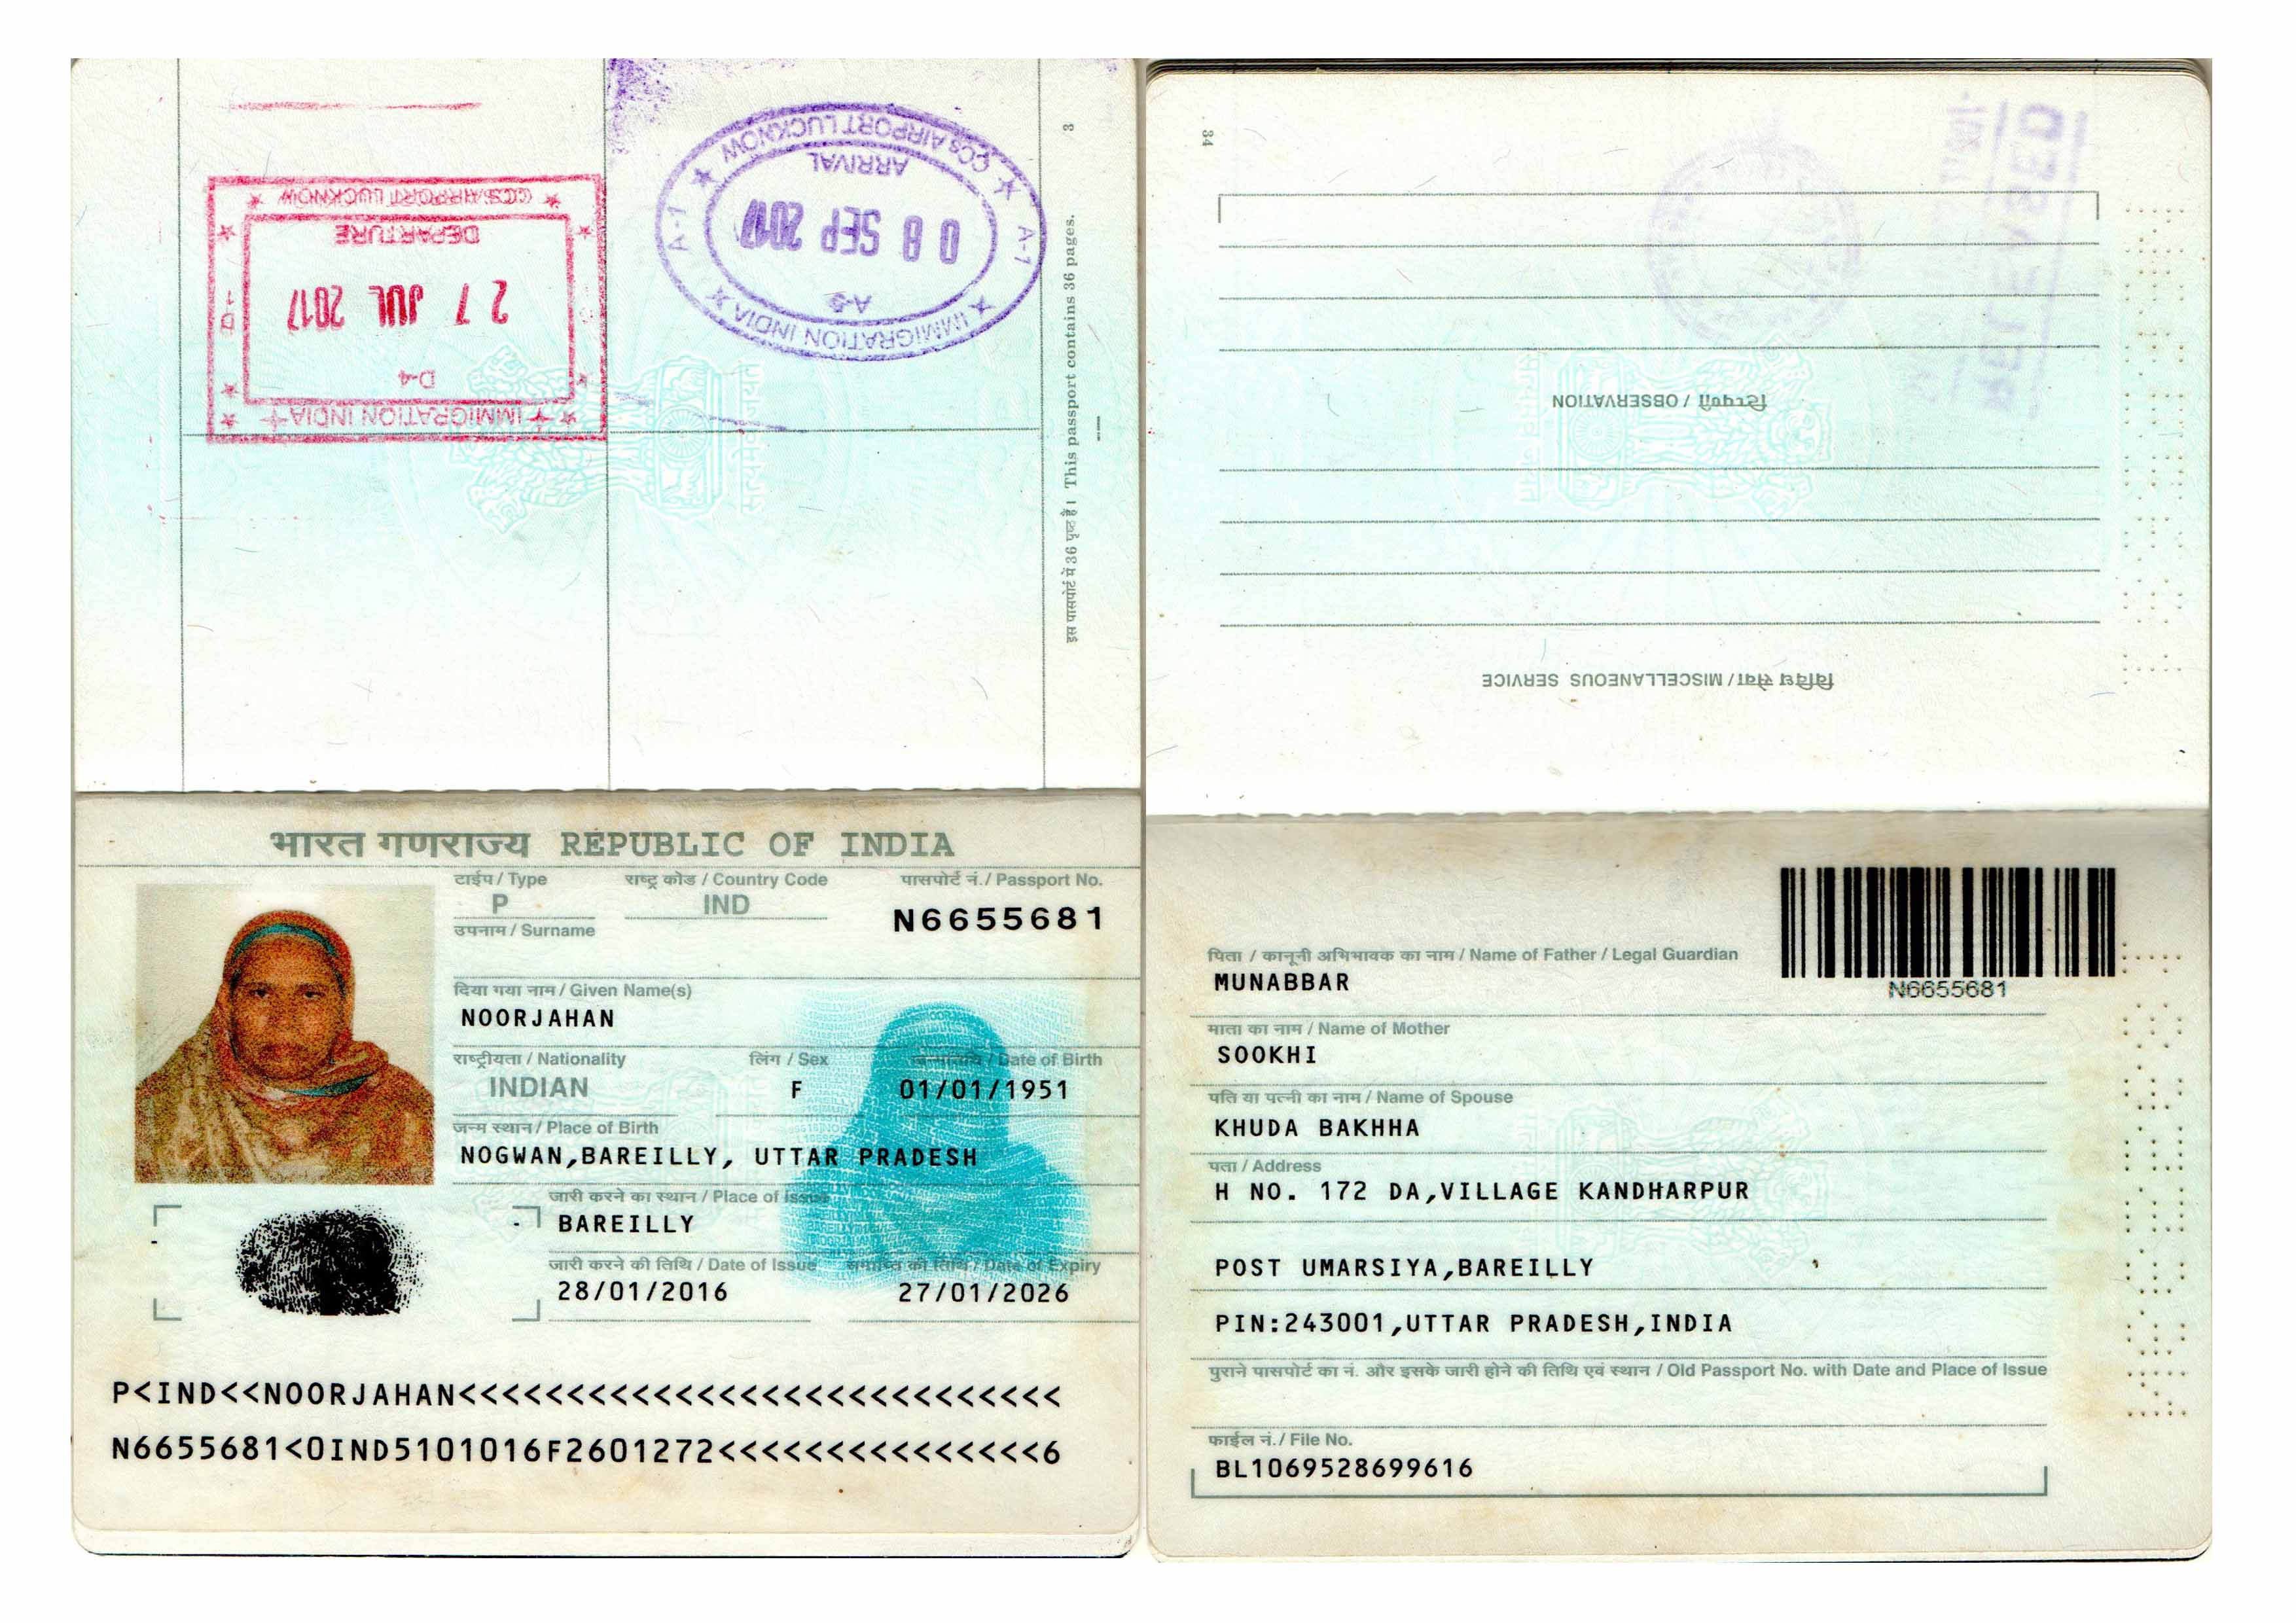 CCS AIRPORT LUCKNOW
DEPARTURE
27 JUL 2017
D-4
IMMIGRATION INDIA
CCS AIRPORT LUCKNOW
ARRIVAL
A-1
A-1
08 SEP 2017
IMMIGRATION INDIA
3
इस पासपोर्ट में 36 पृष्ठ हैं। This passport contains 36 pages.
34
टिप्पणी / OBSERVATION
विविध सेवा / MISCELLANEOUS SERVICE
भारत गणराज्य REPUBLIC OF INDIA
टाईप / Type
राष्ट्र कोड / Country Code
पासपोर्ट नं./ Passport No.
P
IND
N6655681
उपनाम / Surname
दिया गया नाम / Given Name(s)
NOORJAHAN
राष्ट्रीयता / Nationality
लिंग / Sex
जन्मतिथि / Date of Birth
INDIAN
F
01/01/1951
जन्म स्थान / Place of Birth
NOGWAN,BAREILLY, UTTAR PRADESH
जारी करने का स्थान / Place of Issue
BAREILLY
जारी करने की तिथि / Date of Issue
समाप्ति की तिथि / Date of Expiry
28/01/2016
27/01/2026
P<IND<<NOORJAHAN<<<<<<<<<<<<<<<<<<<<<<<<<<<<
N6655681<0IND5101016F2601272<<<<<<<<<<<<<<<6
N6655681
पिता / कानूनी अभिभावक का नाम / Name of Father / Legal Guardian
MUNABBAR
माता का नाम / Name of Mother
SOOKHI
पति या पत्नी का नाम / Name of Spouse
KHUDA BAKHHA
पता / Address
H NO. 172 DA,VILLAGE KANDHARPUR
POST UMARSIYA,BAREILLY
PIN:243001,UTTAR PRADESH,INDIA
पुराने पासपोर्ट का नं. और इसके जारी होने की तिथि एवं स्थान / Old Passport No. with Date and Place of Issue
फाईल नं./ File No.
BL1069528699616